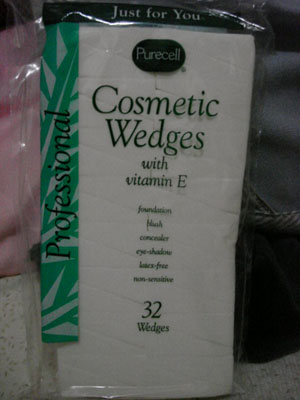 Just for You
Purecell
®
Professional
Cosmetic
Wedges
with
vitamin E
foundation
blush
concealer
eye-shadow
latex-free
non-sensitive
32
Wedges